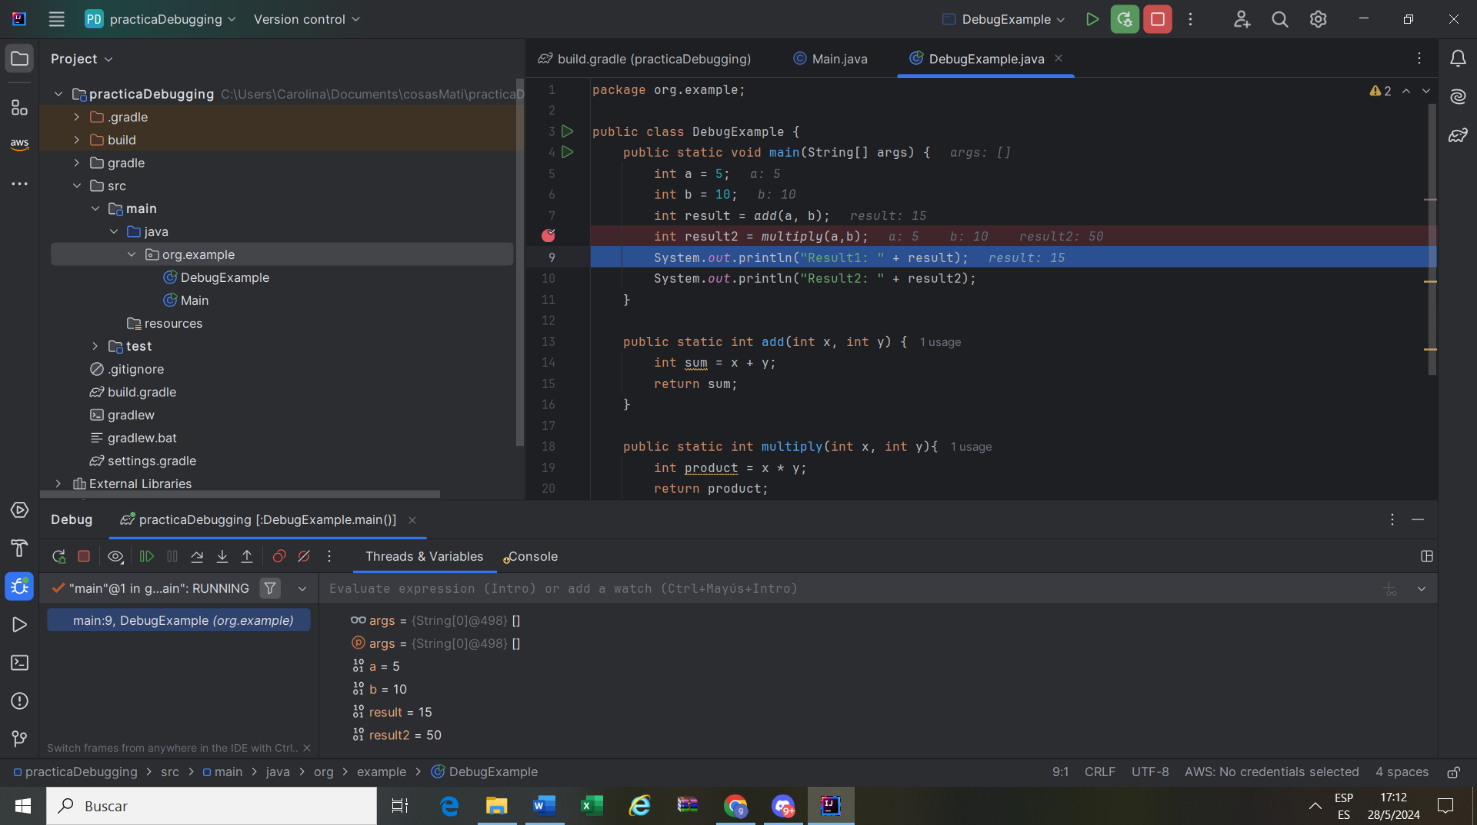 PD practicaDebugging Version control DebugExample
Project
build.gradle (practicaDebugging) Main.java DebugExample.java
practicaDebugging C:\Users\Carolina\Documents\cosasMati\practicaD
.gradle
build
gradle
src
main
java
org.example
DebugExample
Main
resources
test
.gitignore
build.gradle
gradlew
gradlew.bat
settings.gradle
External Libraries
aws
2
1 package org.example;
2
3 public class DebugExample {
4 public static void main(String[] args) { args: []
5 int a = 5; a: 5
6 int b = 10; b: 10
7 int result = add(a, b); result: 15
int result2 = multiply(a,b); a: 5 b: 10 result2: 50
9 System.out.println("Result1: " + result); result: 15
10 System.out.println("Result2: " + result2);
11 }
12
13 public static int add(int x, int y) { 1 usage
14 int sum = x + y;
15 return sum;
16 }
17
18 public static int multiply(int x, int y){ 1 usage
19 int product = x * y;
20 return product;
Debug practicaDebugging [:DebugExample.main()]
Threads & Variables Console
"main"@1 in g...ain": RUNNING
Evaluate expression (Intro) or add a watch (Ctrl+Mayús+Intro)
main:9, DebugExample (org.example)
args = {String[0]@498} []
args = {String[0]@498} []
a = 5
b = 10
result = 15
result2 = 50
Switch frames from anywhere in the IDE with Ctrl..
practicaDebugging > src > main > java > org > example > DebugExample
9:1 CRLF UTF-8 AWS: No credentials selected 4 spaces
Buscar
ESP
ES
17:12
28/5/2024